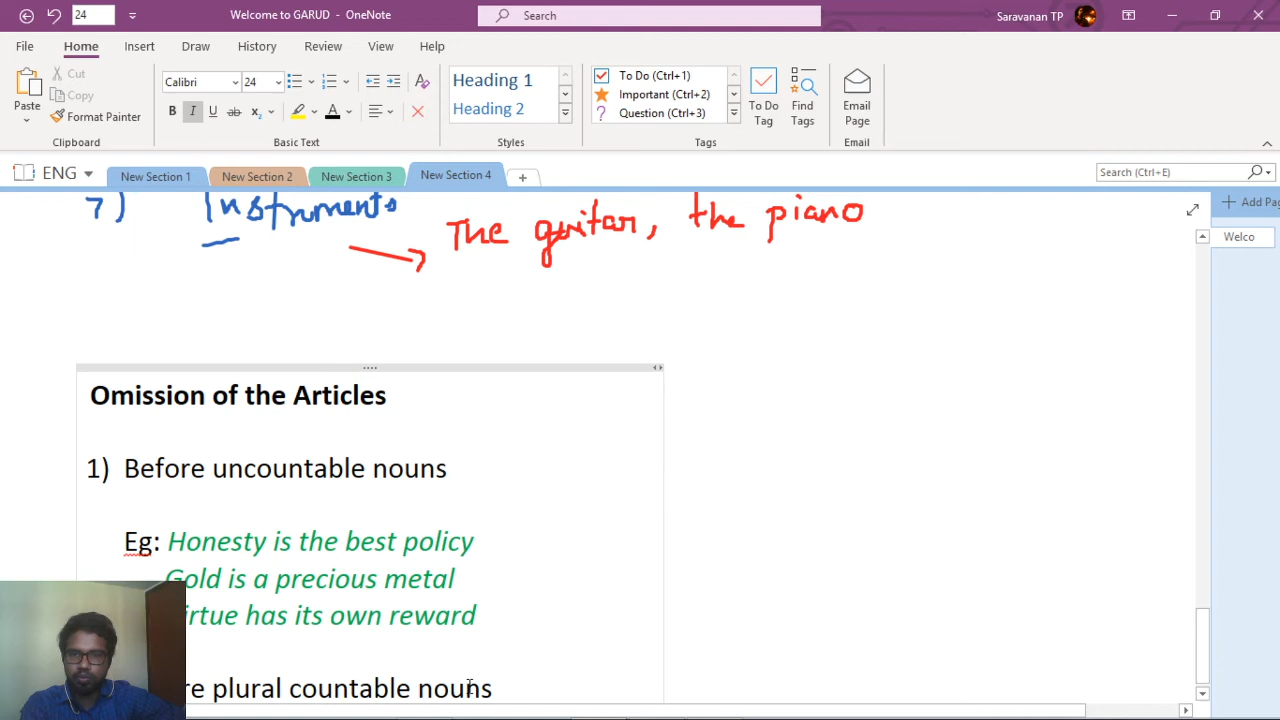 24
Welcome to GARUD - OneNote
Search
Saravanan TP
File Home Insert Draw History Review View Help
Paste
Cut
Copy
Format Painter
Clipboard
Calibri 24
B I U ab x
Basic Text
Heading 1
Heading 2
Styles
To Do (Ctrl+1)
Important (Ctrl+2)
? Question (Ctrl+3)
To Do Tag
Find Tags
Tags
Email Page
Email
ENG
New Section 1 New Section 2 New Section 3 New Section 4 +
Search (Ctrl+E)
+ Add Pag
Welco
7) Instruments
The guitar, the piano
Omission of the Articles
1) Before uncountable nouns
Eg: Honesty is the best policy
Gold is a precious metal
irtue has its own reward
re plural countable nouns